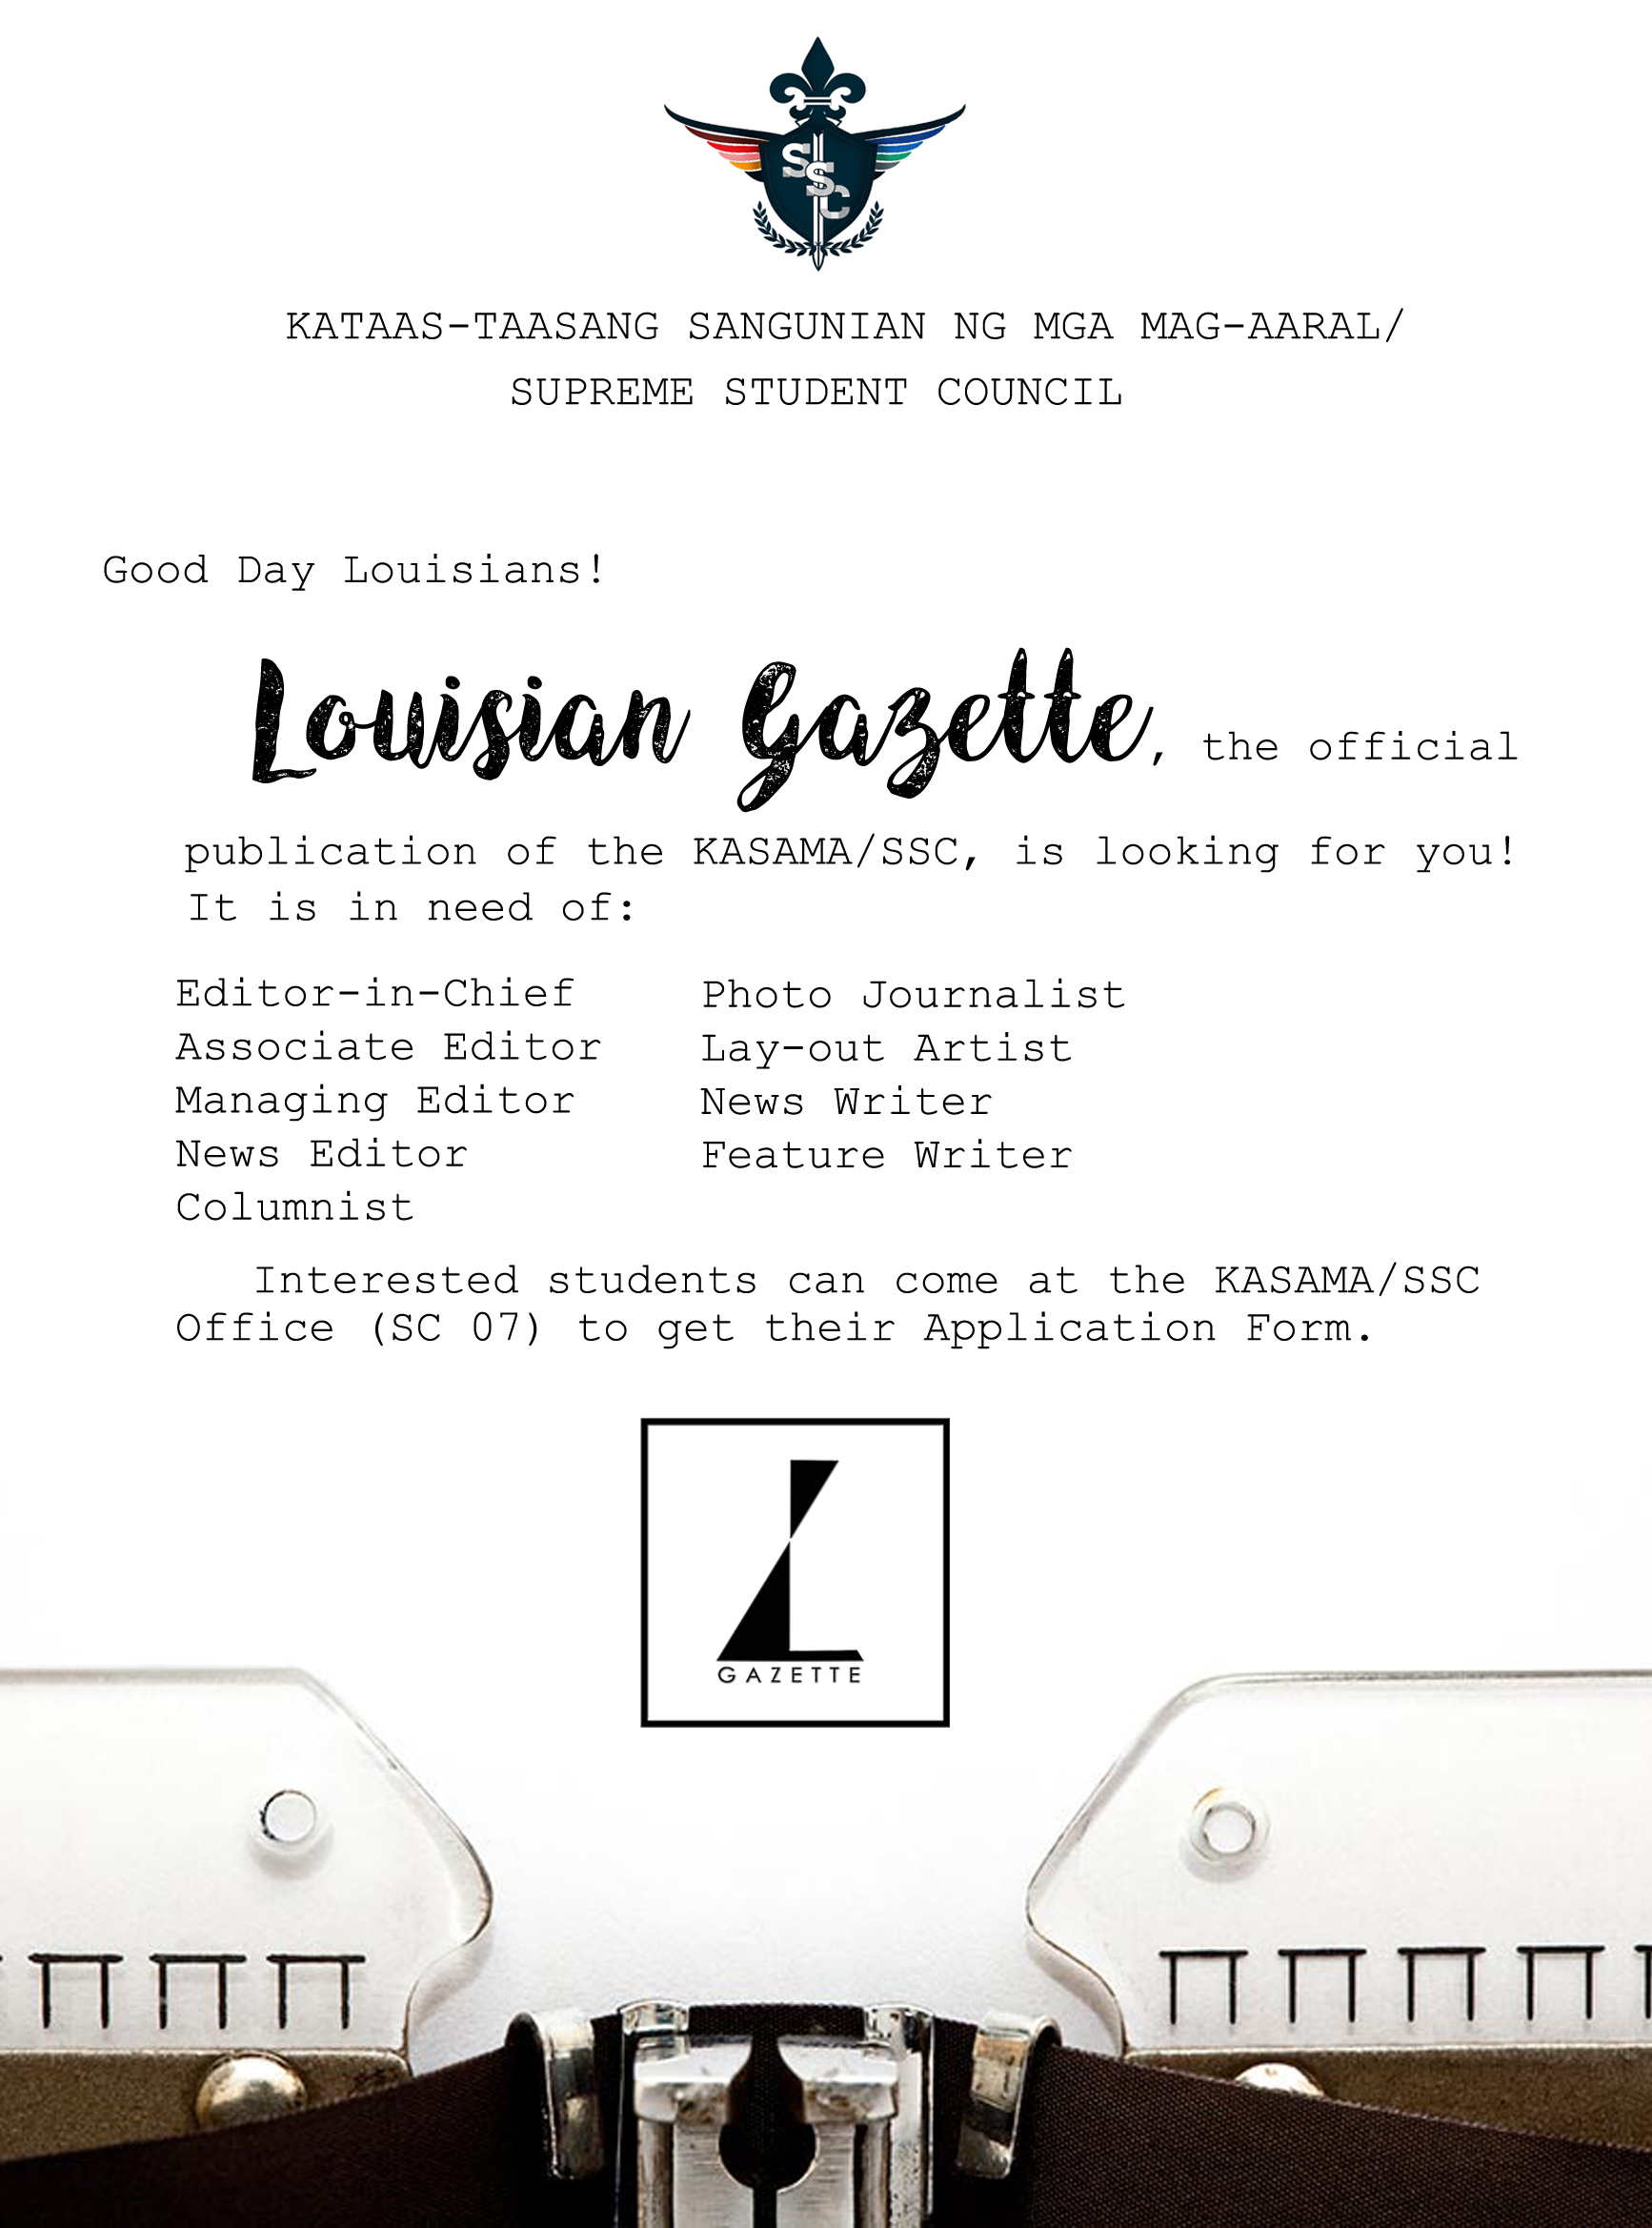 SSC
KATAAS-TAASANG SANGUNIAN NG MGA MAG-AARAL/
SUPREME STUDENT COUNCIL
Good Day Louisians!
Louisian Gazette, the official
publication of the KASAMA/SSC, is looking for you!
It is in need of:
Editor-in-Chief
Associate Editor
Managing Editor
News Editor
Columnist
Photo Journalist
Lay-out Artist
News Writer
Feature Writer
Interested students can come at the KASAMA/SSC
Office (SC 07) to get their Application Form.
L
GAZETTE